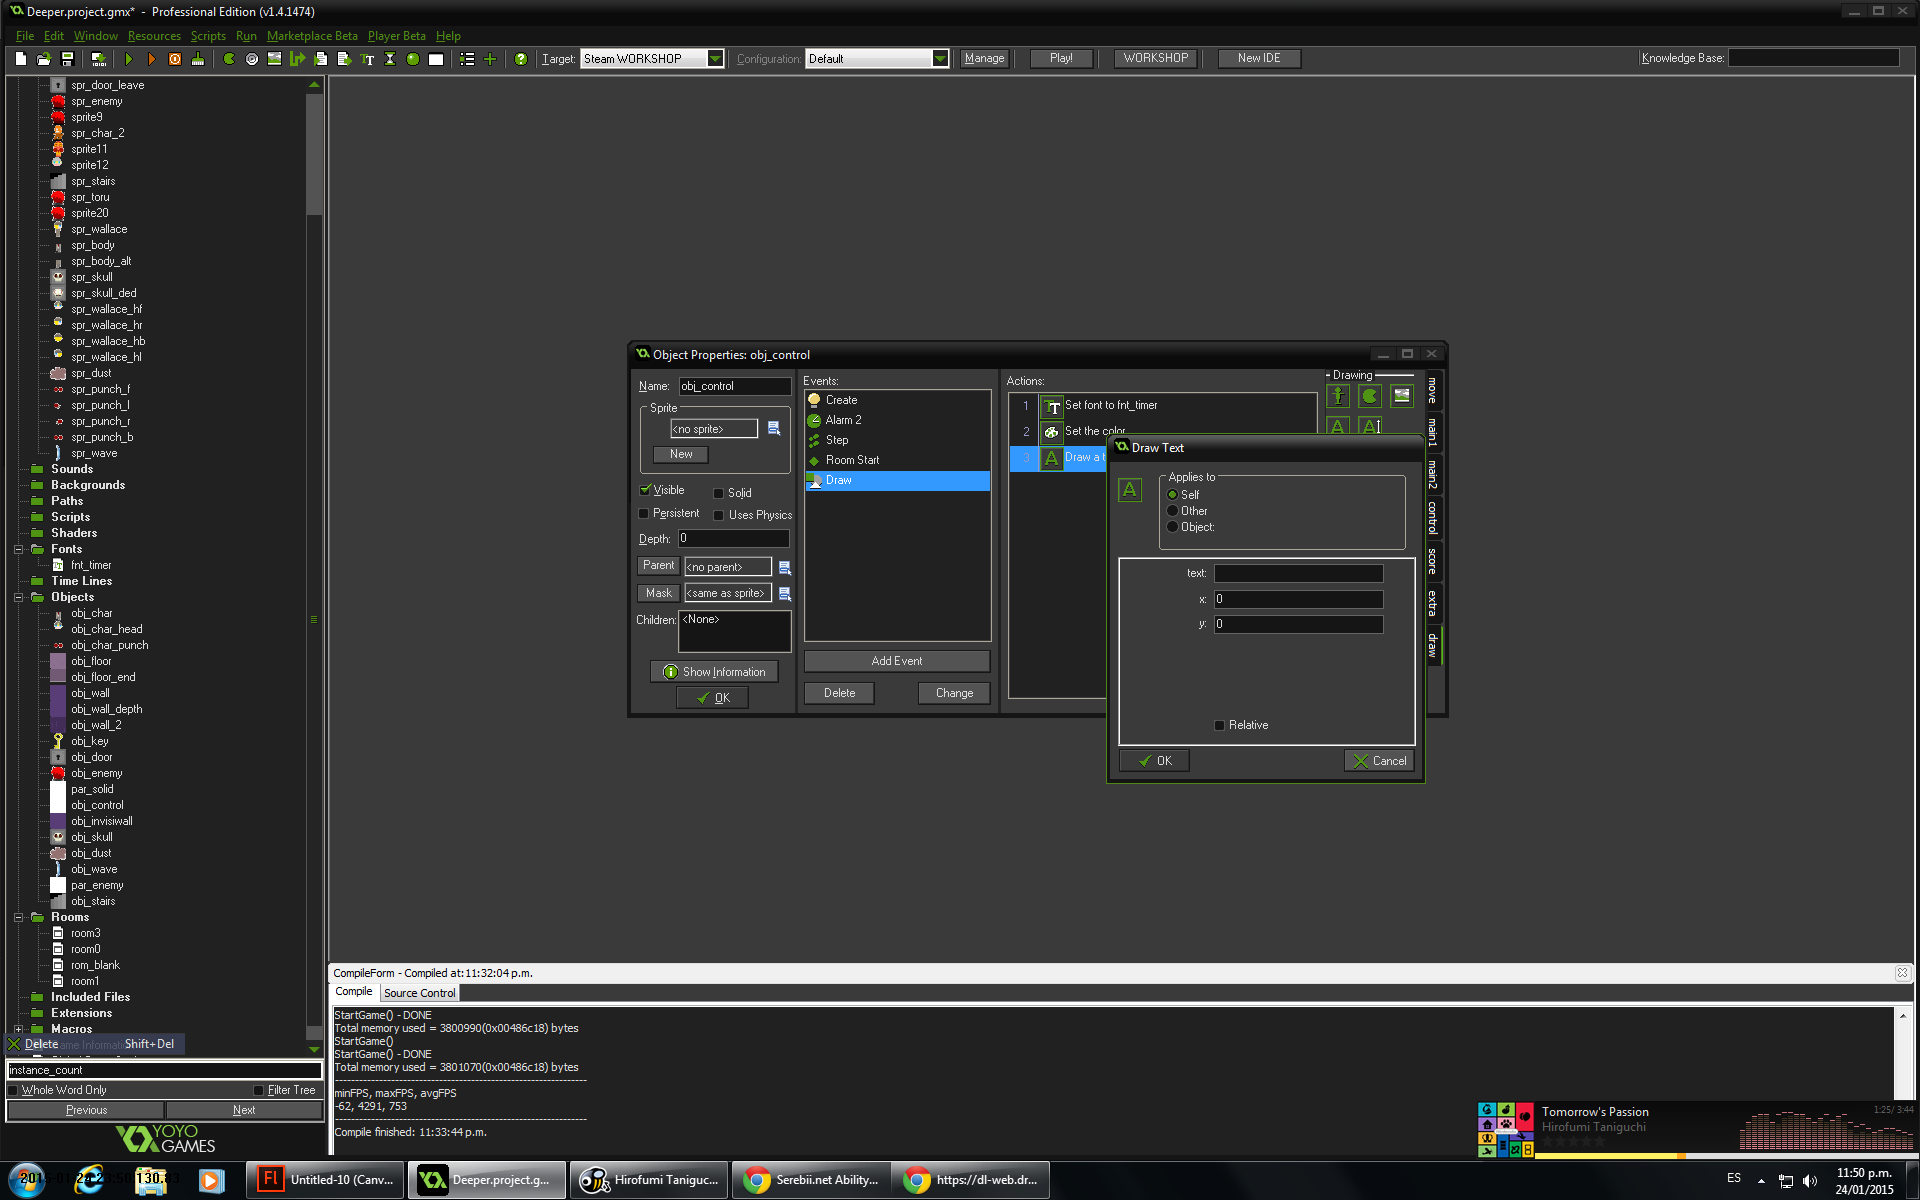 Deeper.project.gmx* - Professional Edition (v1.4.1474)
File Edit Window Resources Scripts Run Marketplace Beta Player Beta Help
Target: Steam WORKSHOP Configuration: Default Manage Play! WORKSHOP New IDE Knowledge Base:
spr_door_leave
spr_enemy
sprite9
spr_char_2
sprite11
sprite12
spr_stairs
spr_toru
sprite20
spr_wallace
spr_body
spr_body_alt
spr_skull
spr_skull_ded
spr_wallace_hf
spr_wallace_hr
spr_wallace_hb
spr_wallace_hl
spr_dust
spr_punch_f
spr_punch_l
spr_punch_r
spr_punch_b
spr_wave
Sounds
Backgrounds
Paths
Scripts
Shaders
Fonts
fnt_timer
Time Lines
Objects
obj_char
obj_char_head
obj_char_punch
obj_floor
obj_floor_end
obj_wall
obj_wall_depth
obj_wall_2
obj_key
obj_door
obj_enemy
par_solid
obj_control
obj_invisiwall
obj_skull
obj_dust
obj_wave
par_enemy
obj_stairs
Rooms
room3
room0
rom_blank
room1
Included Files
Extensions
Macros
Delete Shift+Del
instance_count
Whole Word Only Filter Tree
Previous Next
YOYO
GAMES
Object Properties: obj_control
Name: obj_control
Sprite
<no sprite>
New
Visible Solid
Persistent Uses Physics
Depth: 0
Parent <no parent>
Mask <same as sprite>
Children: <None>
Show Information
OK
Events:
Create
Alarm 2
Step
Room Start
Draw
Add Event
Delete Change
Actions:
1 Set font to fnt_timer
2 Set the color
3 Draw a t
Drawing
move
main1
main2
control
score
extra
draw
Draw Text
Applies to
Self
Other
Object:
text:
x: 0
y: 0
Relative
OK Cancel
CompileForm - Compiled at: 11:32:04 p.m.
Compile Source Control
StartGame() - DONE
Total memory used = 3800990(0x00486c18) bytes
StartGame()
StartGame() - DONE
Total memory used = 3801070(0x00486c18) bytes
minFPS, maxFPS, avgFPS
-62, 4291, 753
Compile finished: 11:33:44 p.m.
Tomorrow's Passion 1:25/ 3:44
Hirofumi Taniguchi
Untitled-10 (Canv... Deeper.project.g... Hirofumi Taniguc... Serebii.net Ability... https://dl-web.dr...
ES
11:50 p.m.
24/01/2015